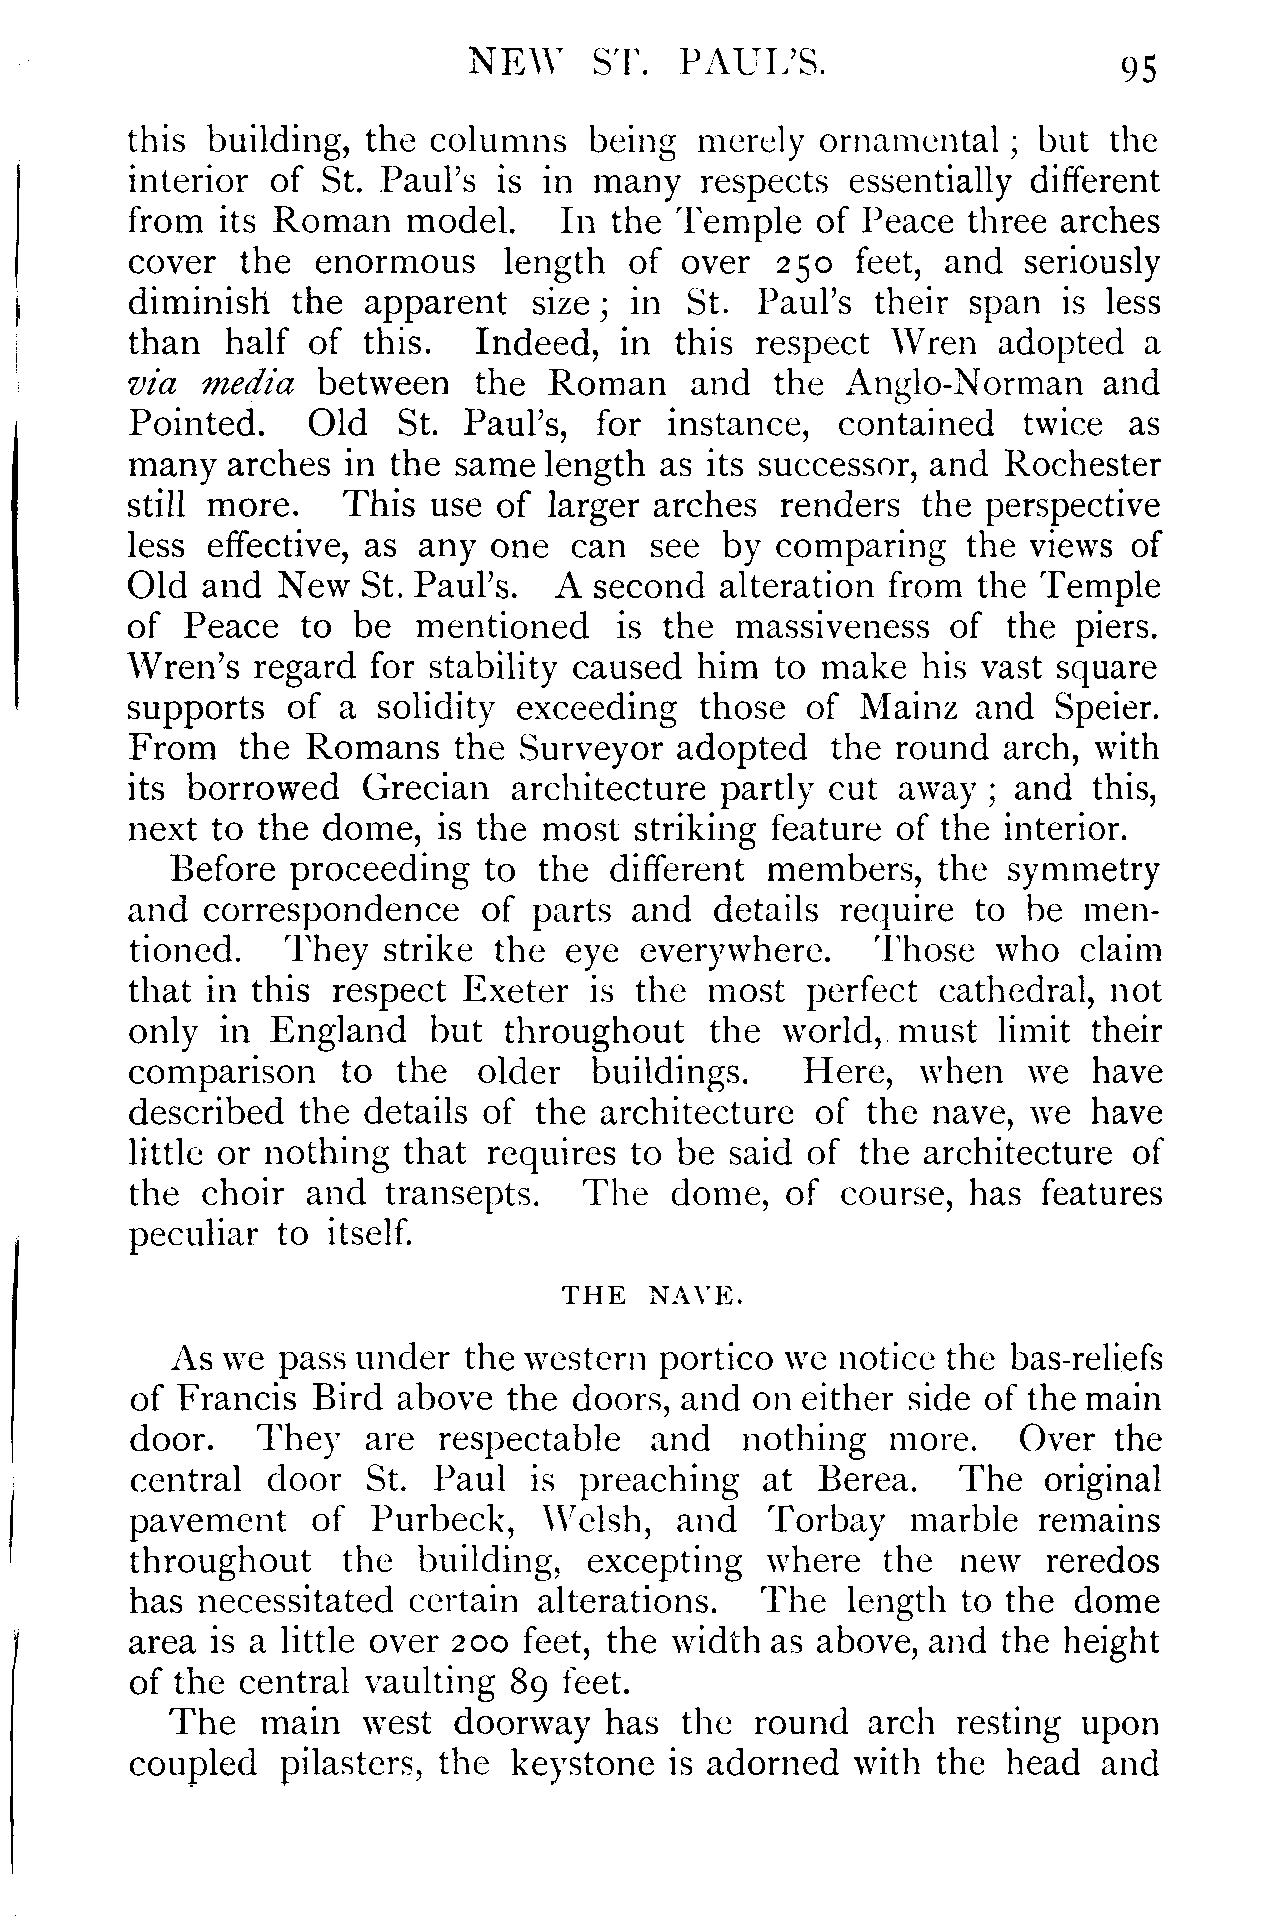 NEW ST. PAUL'S. 95
this building, the columns being merely ornamental ; but the
interior of St. Paul's is in many respects essentially different
from its Roman model. In the Temple of Peace three arches
cover the enormous length of over 250 feet, and seriously
diminish the apparent size ; in St. Paul's their span is less
than half of this. Indeed, in this respect Wren adopted a
via media between the Roman and the Anglo-Norman and
Pointed. Old St. Paul's, for instance, contained twice as
many arches in the same length as its successor, and Rochester
still more. This use of larger arches renders the perspective
less effective, as any one can see by comparing the views of
Old and New St. Paul's. A second alteration from the Temple
of Peace to be mentioned is the massiveness of the piers.
Wren's regard for stability caused him to make his vast square
supports of a solidity exceeding those of Mainz and Speier.
From the Romans the Surveyor adopted the round arch, with
its borrowed Grecian architecture partly cut away ; and this,
next to the dome, is the most striking feature of the interior.
Before proceeding to the different members, the symmetry
and correspondence of parts and details require to be men-
tioned. They strike the eye everywhere. Those who claim
that in this respect Exeter is the most perfect cathedral, not
only in England but throughout the world, must limit their
comparison to the older buildings. Here, when we have
described the details of the architecture of the nave, we have
little or nothing that requires to be said of the architecture of
the choir and transepts. The dome, of course, has features
peculiar to itself.
THE NAVE.
As we pass under the western portico we notice the bas-reliefs
of Francis Bird above the doors, and on either side of the main
door. They are respectable and nothing more. Over the
central door St. Paul is preaching at Berea. The original
pavement of Purbeck, Welsh, and Torbay marble remains
throughout the building, excepting where the new reredos
has necessitated certain alterations. The length to the dome
area is a little over 200 feet, the width as above, and the height
of the central vaulting 89 feet.
The main west doorway has the round arch resting upon
coupled pilasters, the keystone is adorned with the head and